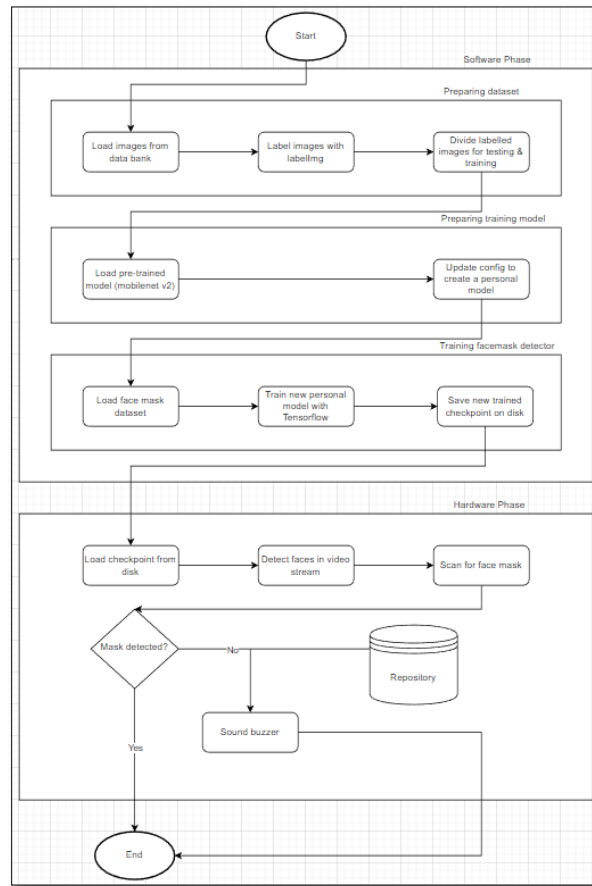 Start
Software Phase
Preparing dataset
Load images from
data bank
Label images with
labelImg
Divide labelled
images for testing &
training
Preparing training model
Load pre-trained
model (mobilenet v2)
Update config to
create a personal
model
Training facemask detector
Load face mask
dataset
Train new personal
model with
Tensorflow
Save new trained
checkpoint on disk
Hardware Phase
Load checkpoint from
disk
Detect faces in video
stream
Scan for face mask
Mask detected?
No
Repository
Sound buzzer
Yes
End